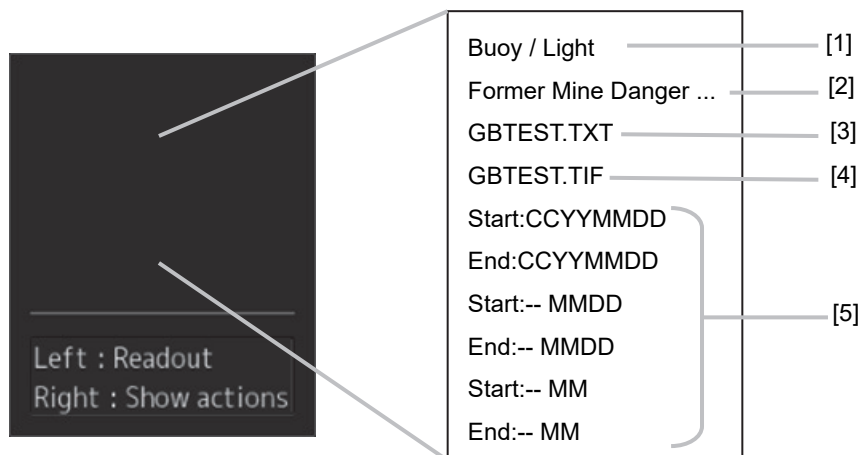 Buoy / Light [1]
Former Mine Danger ... [2]
GBTEST.TXT [3]
GBTEST.TIF [4]
Start:CCYYMMDD
End:CCYYMMDD
Start:-- MMDD
[5]
End:-- MMDD
Start:-- MM
End:-- MM
Left : Readout
Right : Show actions